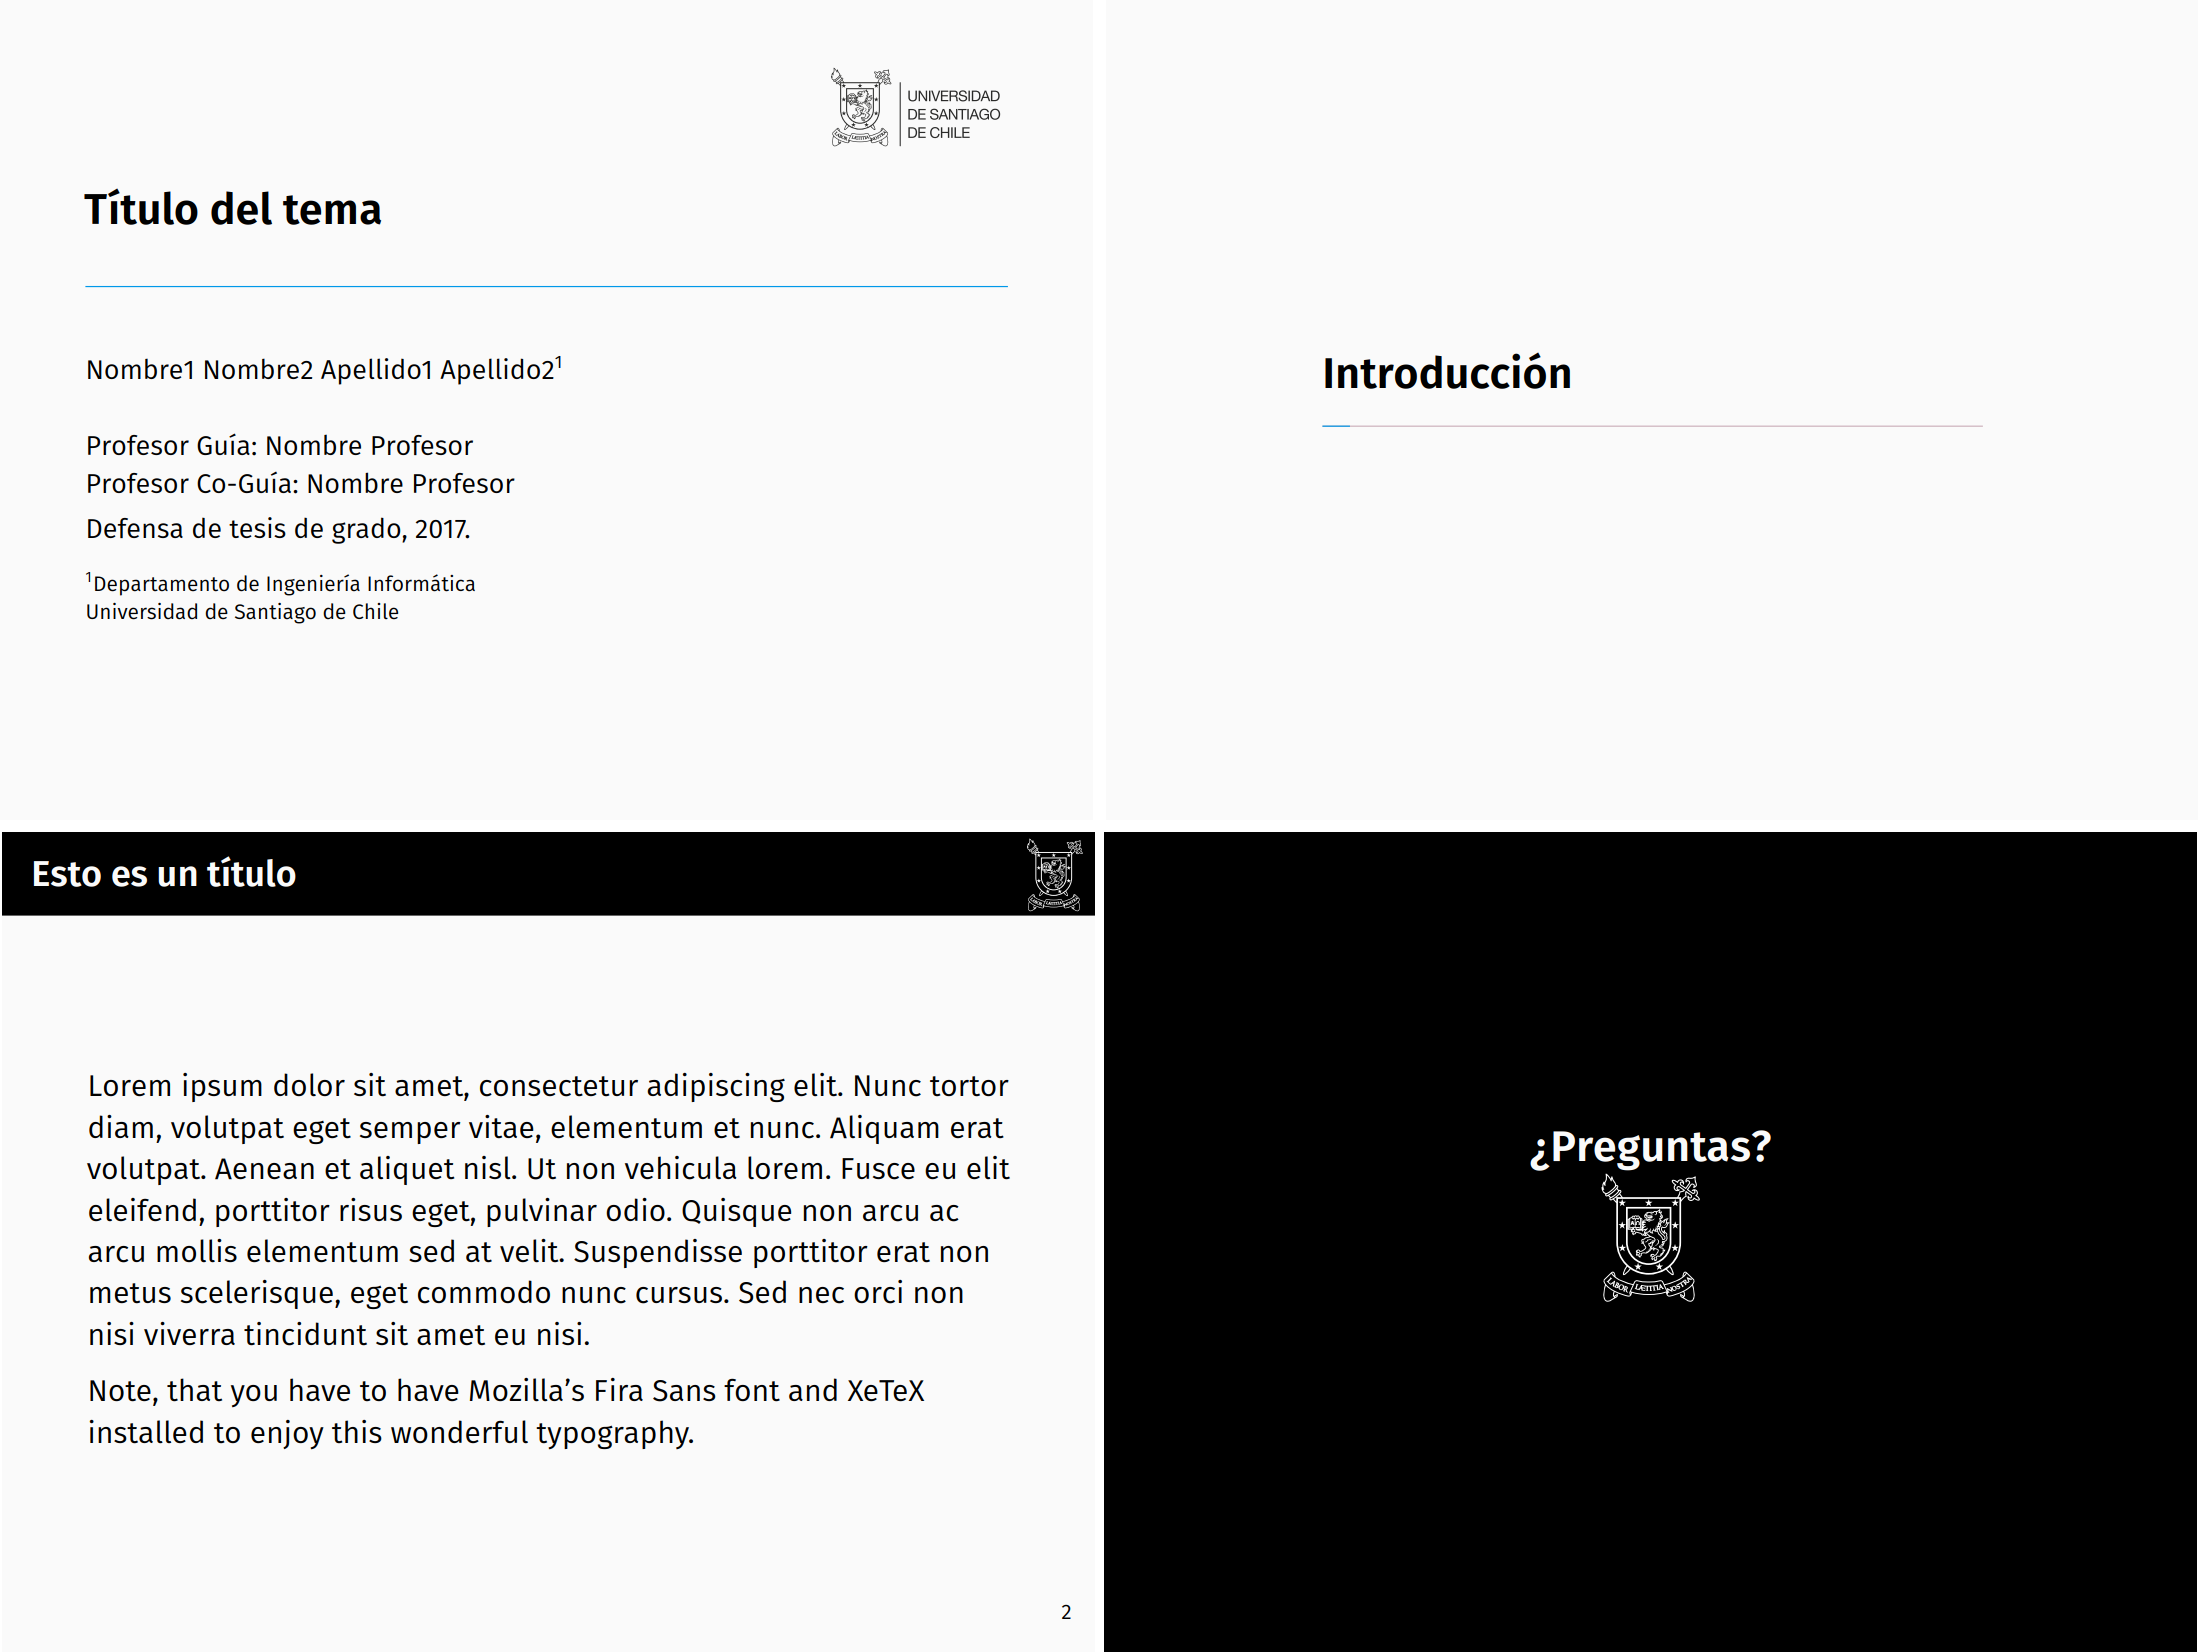 UNIVERSIDAD
DE SANTIAGO
DE CHILE
Título del tema
Nombre1 Nombre2 Apellido1 Apellido2¹
Profesor Guía: Nombre Profesor
Profesor Co-Guía: Nombre Profesor
Defensa de tesis de grado, 2017.
¹Departamento de Ingeniería Informática
Universidad de Santiago de Chile
Introducción
Esto es un título
LABOR LÆTITIA NOSTRA
Lorem ipsum dolor sit amet, consectetur adipiscing elit. Nunc tortor
diam, volutpat eget semper vitae, elementum et nunc. Aliquam erat
volutpat. Aenean et aliquet nisl. Ut non vehicula lorem. Fusce eu elit
eleifend, porttitor risus eget, pulvinar odio. Quisque non arcu ac
arcu mollis elementum sed at velit. Suspendisse porttitor erat non
metus scelerisque, eget commodo nunc cursus. Sed nec orci non
nisi viverra tincidunt sit amet eu nisi.
Note, that you have to have Mozilla’s Fira Sans font and XeTeX
installed to enjoy this wonderful typography.
2
¿Preguntas?
LABOR LÆTITIA NOSTRA